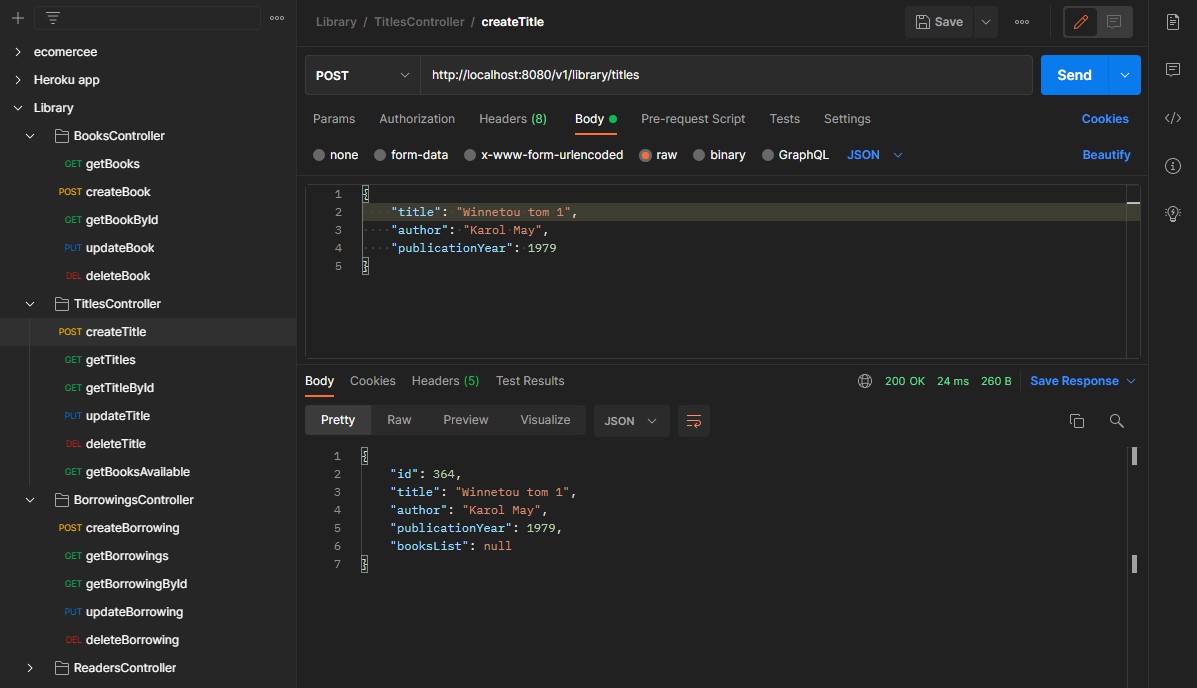 ecomercee
Heroku app
Library
BooksController
GET getBooks
POST createBook
GET getBookById
PUT updateBook
DEL deleteBook
TitlesController
POST createTitle
GET getTitles
GET getTitleById
PUT updateTitle
DEL deleteTitle
GET getBooksAvailable
BorrowingsController
POST createBorrowing
GET getBorrowings
GET getBorrowingById
PUT updateBorrowing
DEL deleteBorrowing
ReadersController
Library / TitlesController / createTitle
Save
POST http://localhost:8080/v1/library/titles Send
Params Authorization Headers (8) Body Pre-request Script Tests Settings Cookies
none form-data x-www-form-urlencoded raw binary GraphQL JSON Beautify
1 {
2 "title": "Winnetou tom 1",
3 "author": "Karol May",
4 "publicationYear": 1979
5 }
Body Cookies Headers (5) Test Results 200 OK 24 ms 260 B Save Response
Pretty Raw Preview Visualize JSON
1 {
2 "id": 364,
3 "title": "Winnetou tom 1",
4 "author": "Karol May",
5 "publicationYear": 1979,
6 "booksList": null
7 }